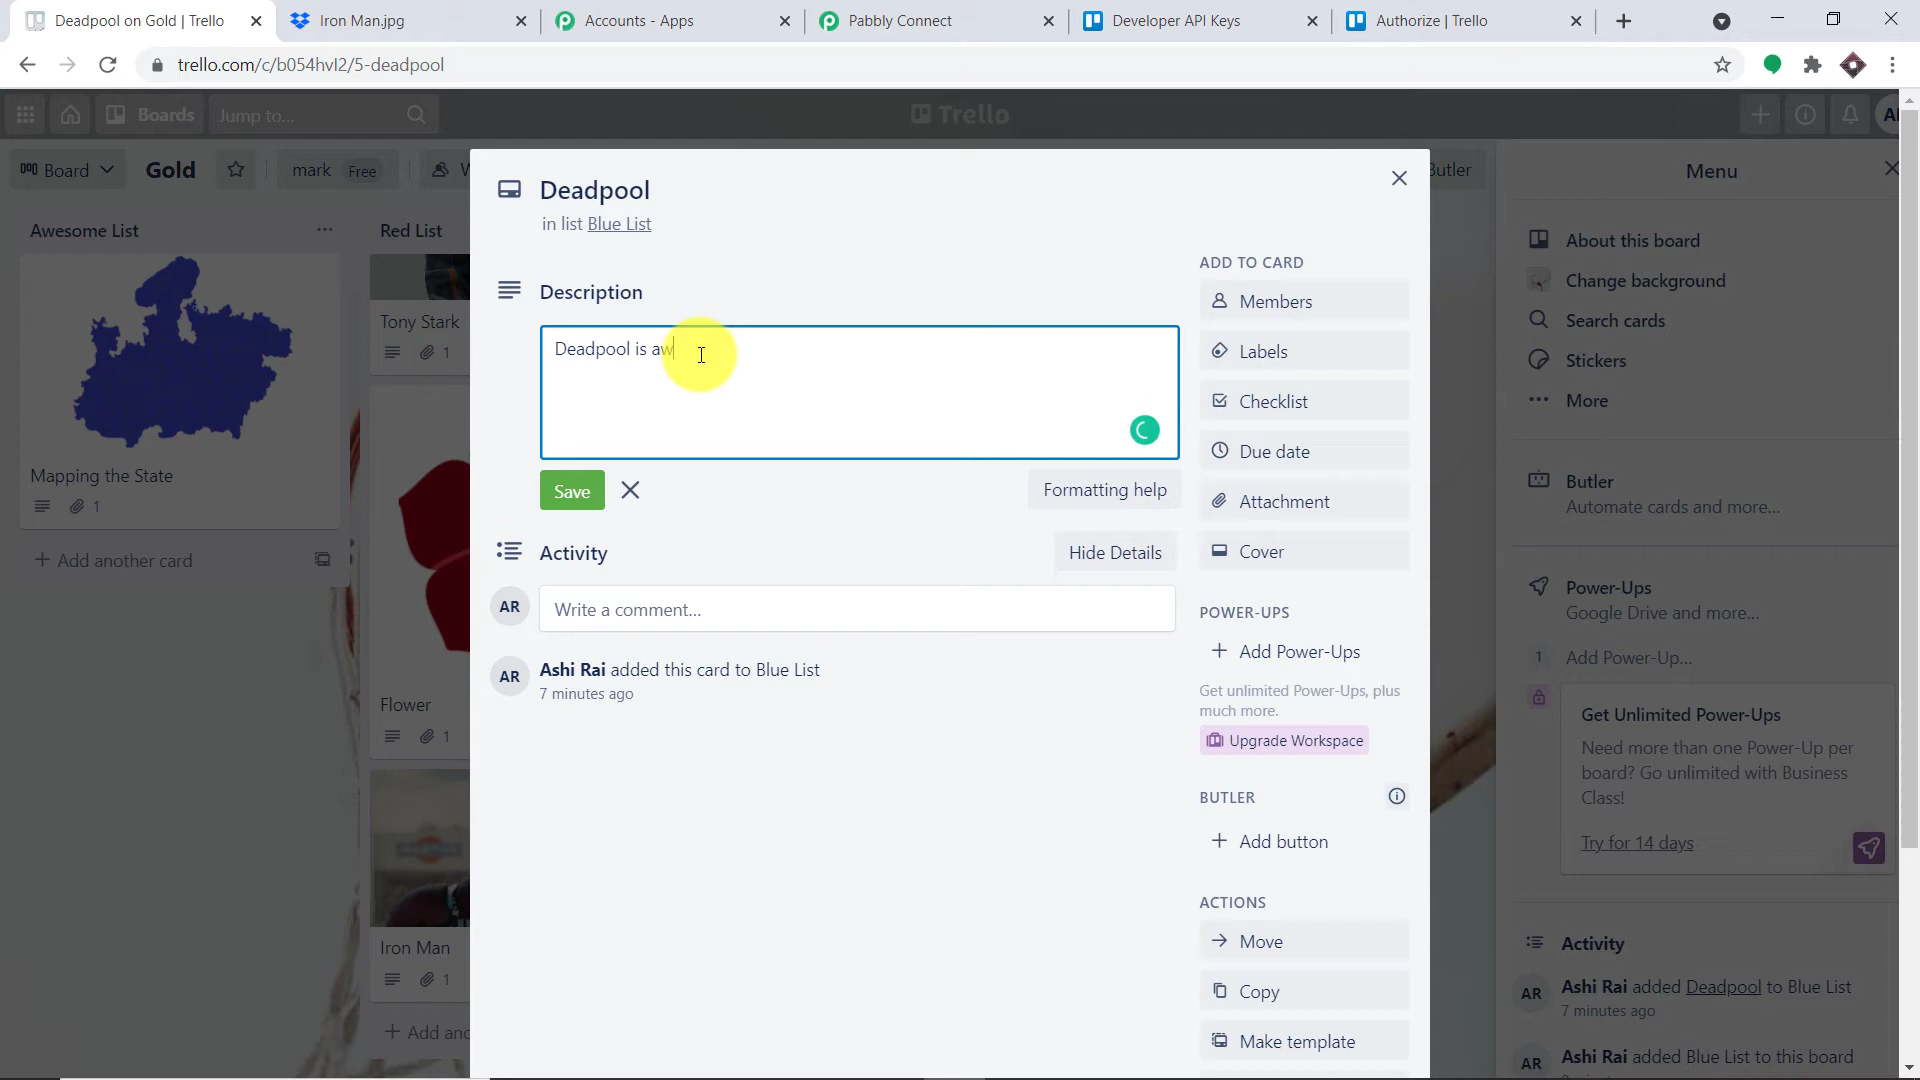 Deadpool on Gold | Trello
Iron Man.jpg
Accounts - Apps
Pabbly Connect
Developer API Keys
Authorize | Trello
trello.com/c/b054hvI2/5-deadpool
Boards
Jump to...
Trello
Board
Gold
mark Free
Butler
Menu
Deadpool
in list Blue List
Awesome List
Red List
ADD TO CARD
About this board
Description
Members
Change background
Deadpool is aw
Tony Stark
1
Labels
Search cards
Stickers
Checklist
More
Due date
Mapping the State
1
Save
Formatting help
Attachment
Butler
Automate cards and more...
Add another card
Activity
Hide Details
Cover
AR
Write a comment...
POWER-UPS
Power-Ups
Google Drive and more...
Add Power-Ups
1 Add Power-Up...
AR
Ashi Rai added this card to Blue List
7 minutes ago
Get unlimited Power-Ups, plus
much more.
Upgrade Workspace
Flower
1
Get Unlimited Power-Ups
Need more than one Power-Up per
board? Go unlimited with Business
Class!
Try for 14 days
BUTLER
Add button
ACTIONS
Iron Man
1
Move
Activity
Copy
AR
Ashi Rai added Deadpool to Blue List
7 minutes ago
Make template
AR
Ashi Rai added Blue List to this board